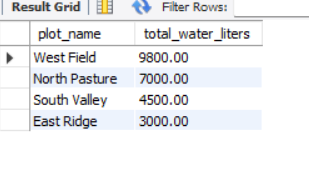 Result Grid Filter Rows:
plot_name total_water_liters
West Field 9800.00
North Pasture 7000.00
South Valley 4500.00
East Ridge 3000.00